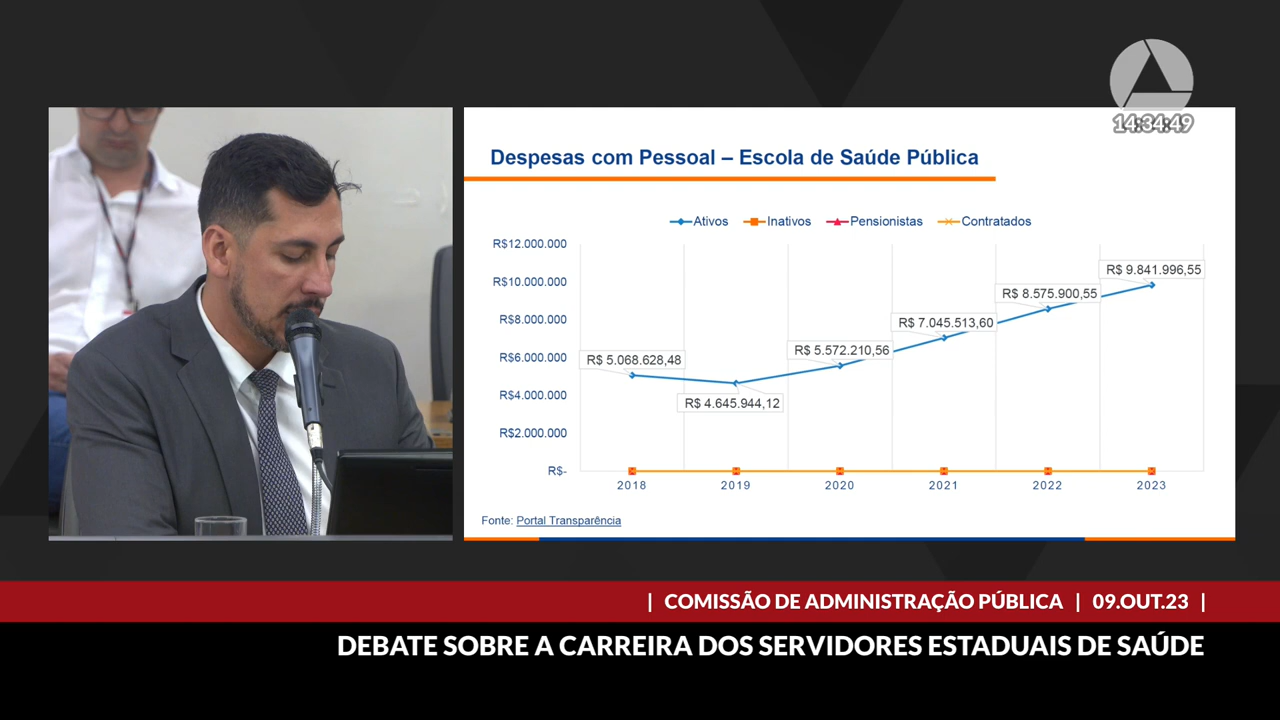 14:34:49
Despesas com Pessoal – Escola de Saúde Pública
Ativos Inativos Pensionistas Contratados
R$12.000.000
R$10.000.000
R$8.000.000
R$6.000.000
R$4.000.000
R$2.000.000
R$-
R$ 5.068.628,48
R$ 4.645.944,12
R$ 5.572.210,56
R$ 7.045.513,60
R$ 8.575.900,55
R$ 9.841.996,55
2018 2019 2020 2021 2022 2023
Fonte: Portal Transparência
| COMISSÃO DE ADMINISTRAÇÃO PÚBLICA | 09.OUT.23 |
DEBATE SOBRE A CARREIRA DOS SERVIDORES ESTADUAIS DE SAÚDE